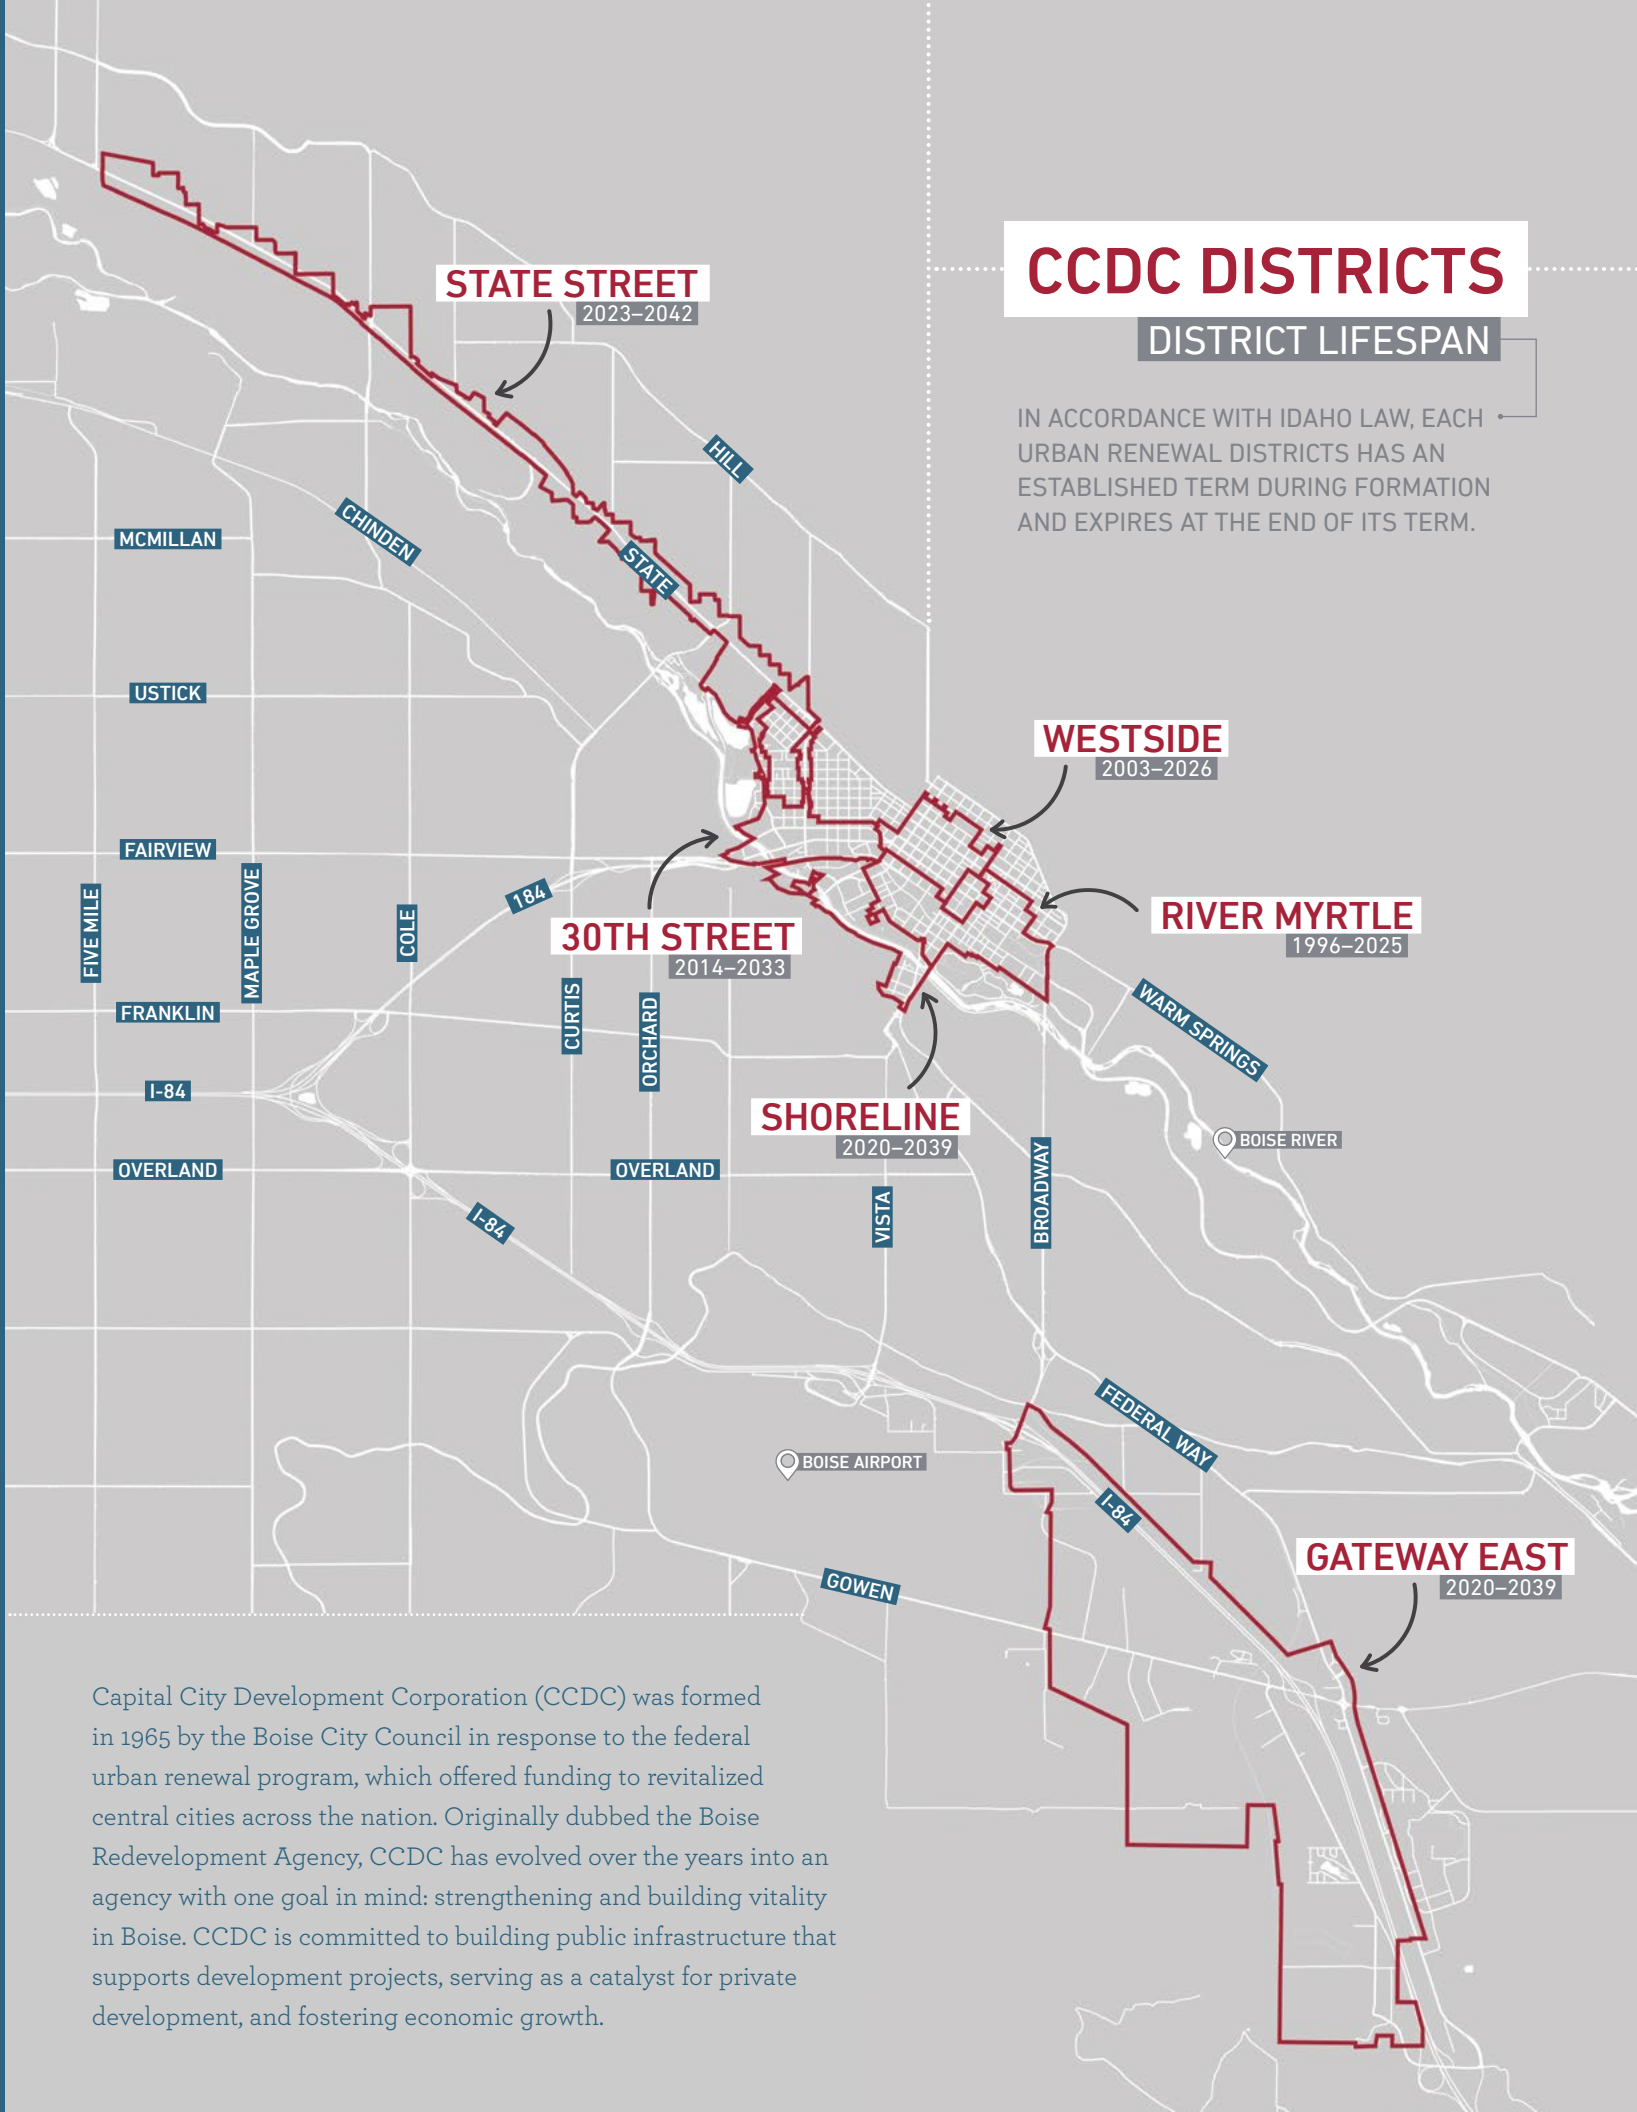 CCDC DISTRICTS
DISTRICT LIFESPAN
IN ACCORDANCE WITH IDAHO LAW, EACH
URBAN RENEWAL DISTRICTS HAS AN
ESTABLISHED TERM DURING FORMATION
AND EXPIRES AT THE END OF ITS TERM.
STATE STREET
2023–2042
HILL
CHINDEN
MCMILLAN
STATE
USTICK
WESTSIDE
2003–2026
FAIRVIEW
FIVE MILE
MAPLE GROVE
COLE
184
30TH STREET
2014–2033
RIVER MYRTLE
1996–2025
FRANKLIN
CURTIS
ORCHARD
WARM SPRINGS
I-84
SHORELINE
2020–2039
BOISE RIVER
OVERLAND
OVERLAND
BROADWAY
VISTA
I-84
FEDERAL WAY
BOISE AIRPORT
I-84
GATEWAY EAST
2020–2039
GOWEN
Capital City Development Corporation (CCDC) was formed
in 1965 by the Boise City Council in response to the federal
urban renewal program, which offered funding to revitalized
central cities across the nation. Originally dubbed the Boise
Redevelopment Agency, CCDC has evolved over the years into an
agency with one goal in mind: strengthening and building vitality
in Boise. CCDC is committed to building public infrastructure that
supports development projects, serving as a catalyst for private
development, and fostering economic growth.